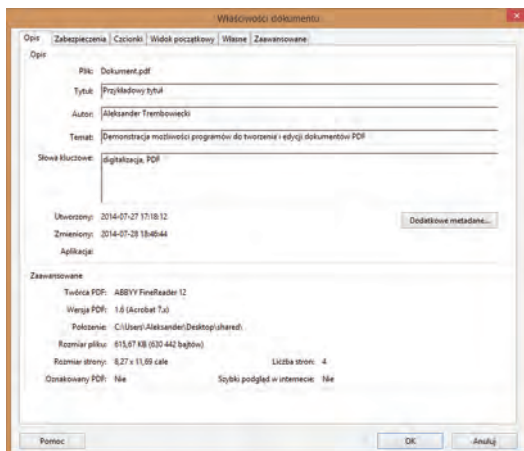 Właściwości dokumentu
Opis Zabezpieczenia Czcionki Widok początkowy Własne Zaawansowane
Opis
Plik: Dokument.pdf
Tytuł: Przykładowy tytuł
Autor: Aleksander Trembowiecki
Temat: Demonstracja możliwości programów do tworzenia i edycji dokumentów PDF
Słowa kluczowe: digitalizacja, PDF
Utworzony: 2014-07-27 17:18:12
Dodatkowe metadane...
Zmieniony: 2014-07-28 18:46:44
Aplikacja:
Zaawansowane
Twórca PDF: ABBYY FineReader 12
Wersja PDF: 1.6 (Acrobat 7.x)
Położenie: C:\Users\Aleksander\Desktop\shared\
Rozmiar pliku: 615,67 KB (630 442 bajtów)
Rozmiar strony: 8,27 x 11,69 cale Liczba stron: 4
Oznakowany PDF: Nie Szybki podgląd w internecie: Nie
Pomoc OK Anuluj